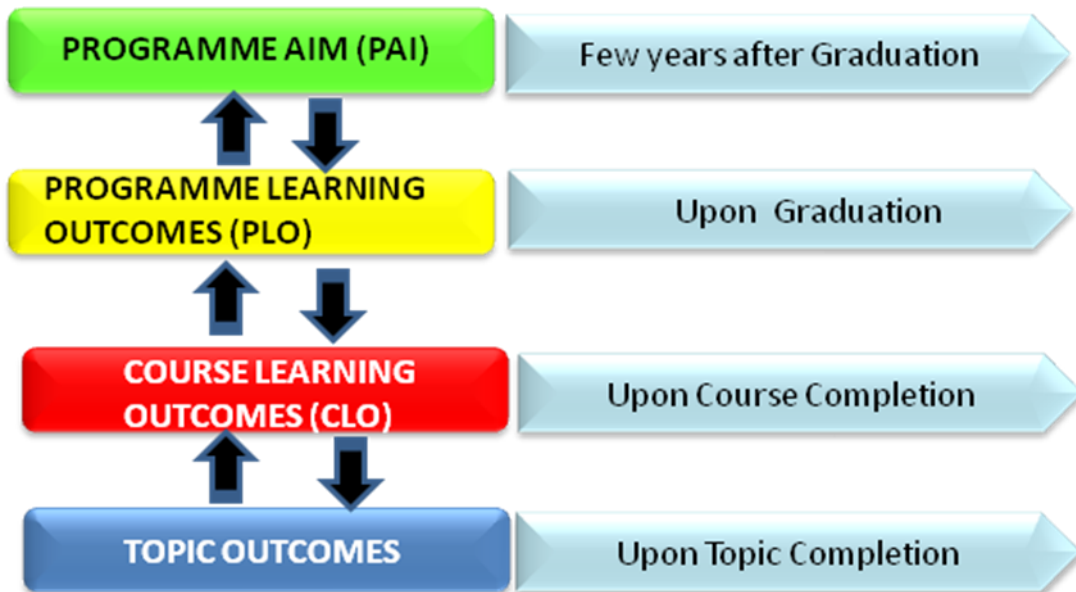 PROGRAMME AIM (PAI)
Few years after Graduation
PROGRAMME LEARNING
OUTCOMES (PLO)
Upon Graduation
COURSE LEARNING
OUTCOMES (CLO)
Upon Course Completion
TOPIC OUTCOMES
Upon Topic Completion